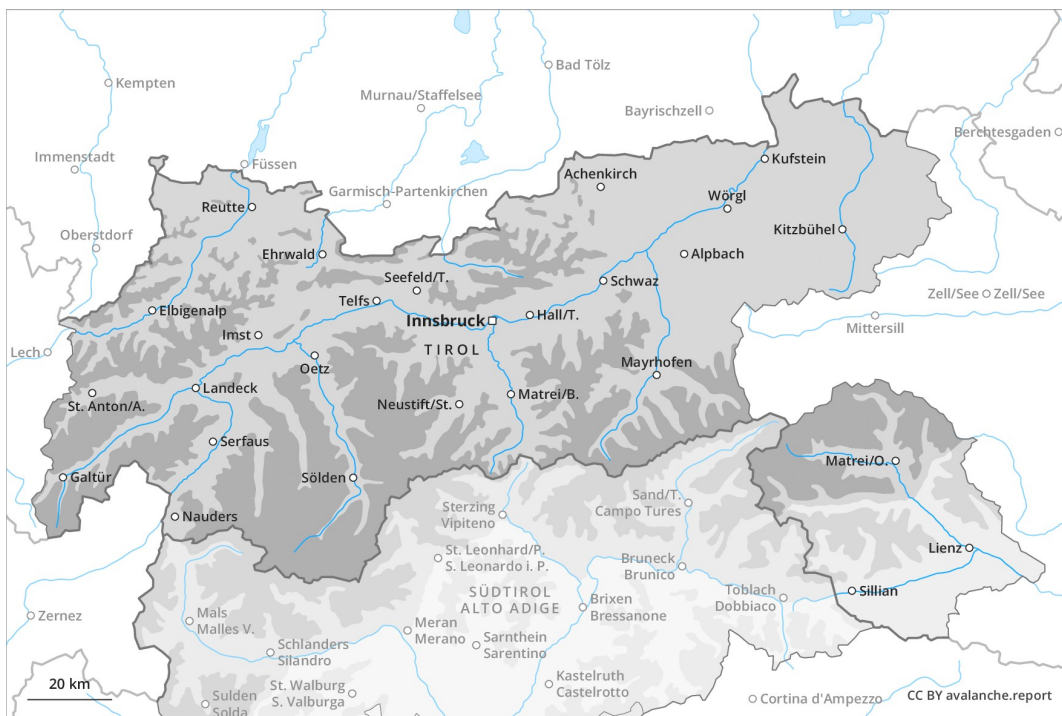 Kempten
Bad Tölz
Murnau/Staffelsee
Bayrischzell
Berchtesgaden
Immenstadt
Füssen
Kufstein
Achenkirch
Garmisch-Partenkirchen
Reutte
Wörgl
Kitzbühel
Oberstdorf
Ehrwald
Alpbach
Seefeld/T.
Schwaz
Zell/See
Zell/See
Telfs
Elbigenalp
Hall/T.
Innsbruck
Mittersill
Imst
Lech
TIROL
Oetz
Mayrhofen
Landeck
St. Anton/A.
Neustift/St.
Matrei/B.
Serfaus
Matrei/O.
Galtür
Sölden
Sand/T.
Campo Tures
Sterzing
Vipiteno
Nauders
Lienz
St. Leonhard/P.
S. Leonardo i. P.
Bruneck
Brunico
SÜDTIROL
ALTO ADIGE
Toblach
Dobbiaco
Sillian
Brixen
Bressanone
Zernez
Mals
Malles V.
Meran
Merano
Sarnthein
Sarentino
Schlanders
Silandro
Kastelruth
Castelrotto
20 km
St. Walburg
S. Valburga
Sulden
Solda
Cortina d'Ampezzo
CC BY avalanche.report